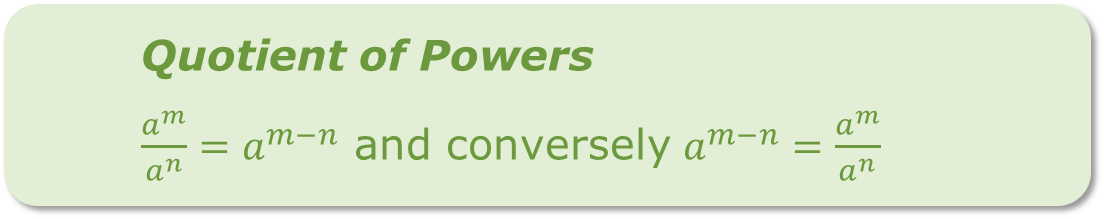 Quotient of Powers
a^m/a^n = a^{m−n} and conversely a^{m−n} = a^m/a^n